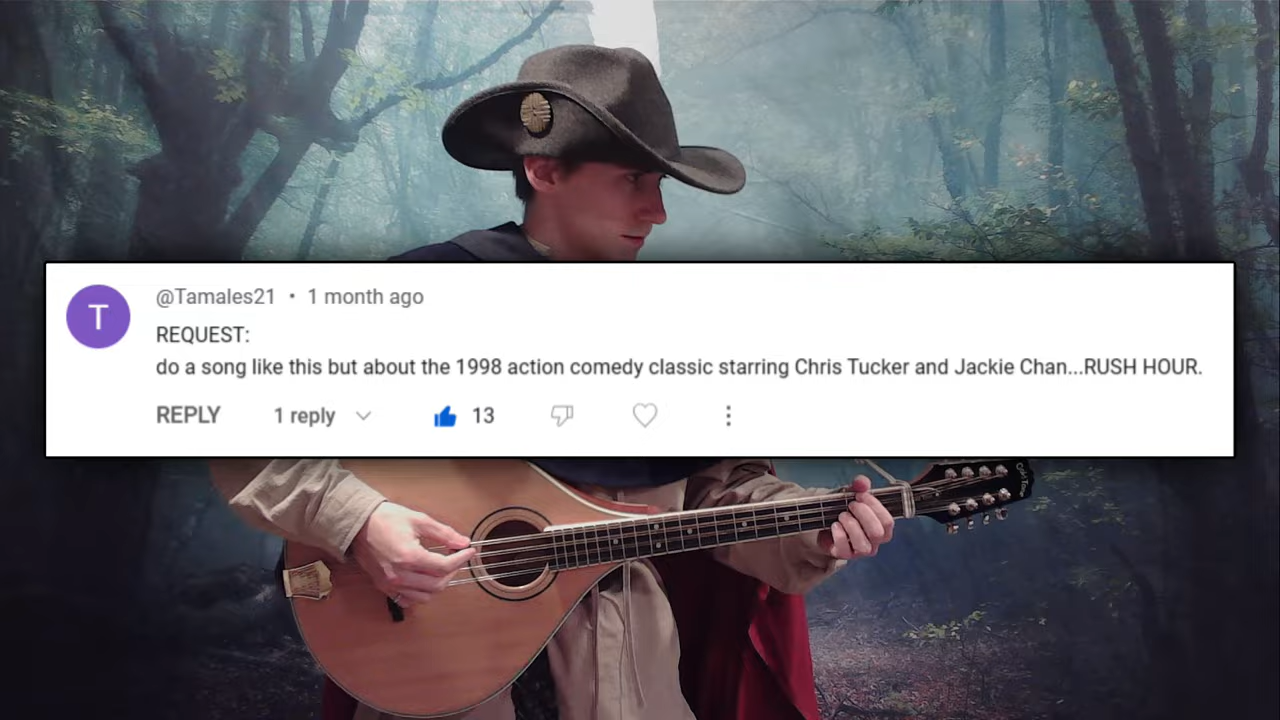 T
@Tamales21 • 1 month ago
REQUEST:
do a song like this but about the 1998 action comedy classic starring Chris Tucker and Jackie Chan...RUSH HOUR.
REPLY 1 reply 13